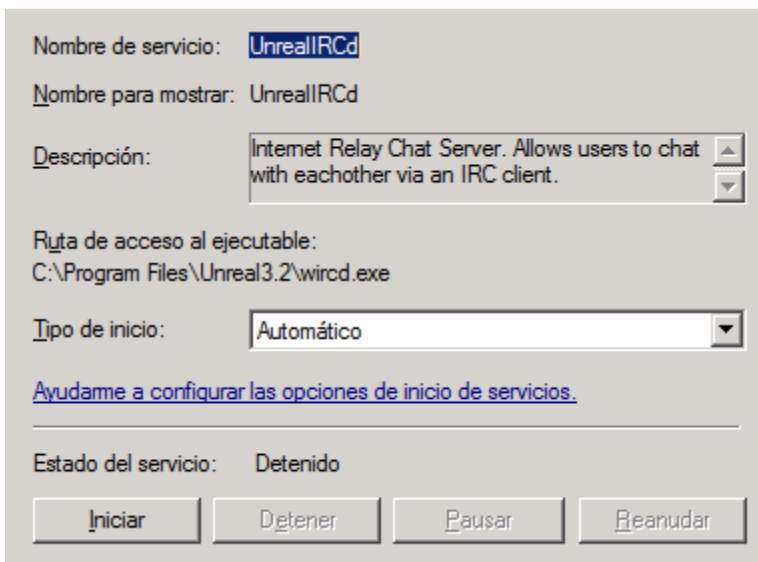 Nombre de servicio: UnrealIRCd
Nombre para mostrar: UnrealIRCd
Descripción: Internet Relay Chat Server. Allows users to chat
with eachother via an IRC client.
Ruta de acceso al ejecutable:
C:\Program Files\Unreal3.2\wircd.exe
Tipo de inicio: Automático
Ayudarme a configurar las opciones de inicio de servicios.
Estado del servicio: Detenido
Iniciar Detener Pausar Reanudar